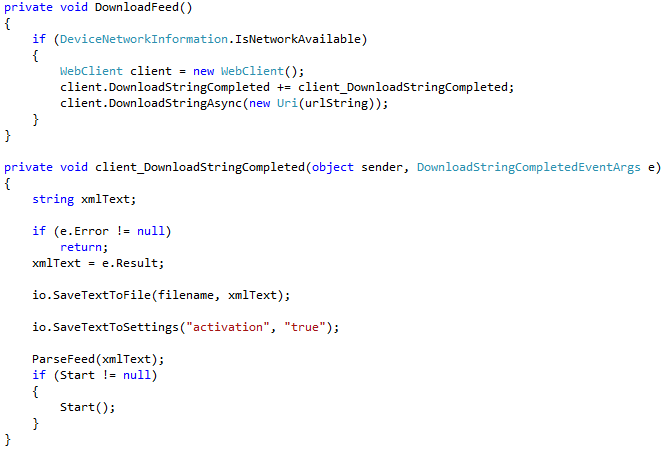 private void DownloadFeed()
{
    if (DeviceNetworkInformation.IsNetworkAvailable)
    {
        WebClient client = new WebClient();
        client.DownloadStringCompleted += client_DownloadStringCompleted;
        client.DownloadStringAsync(new Uri(urlString));
    }
}

private void client_DownloadStringCompleted(object sender, DownloadStringCompletedEventArgs e)
{
    string xmlText;

    if (e.Error != null)
        return;
    xmlText = e.Result;

    io.SaveTextToFile(filename, xmlText);

    io.SaveTextToSettings("activation", "true");

    ParseFeed(xmlText);
    if (Start != null)
    {
        Start();
    }
}